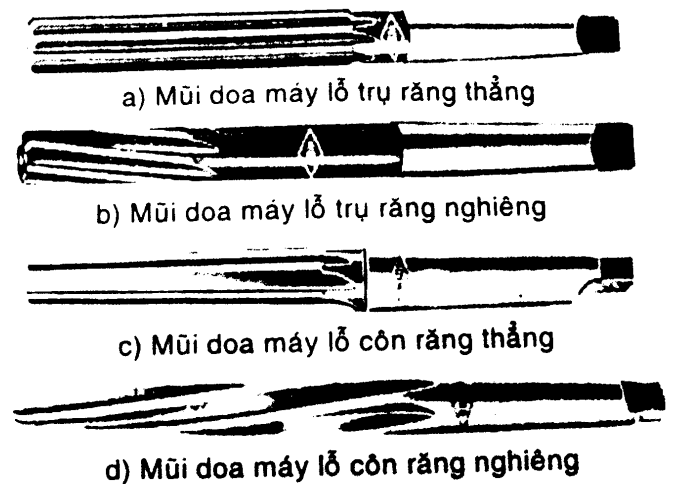 a) Mũi doa máy lỗ trụ răng thẳng
b) Mũi doa máy lỗ trụ răng nghiêng
c) Mũi doa máy lỗ côn răng thẳng
d) Mũi doa máy lỗ côn răng nghiêng